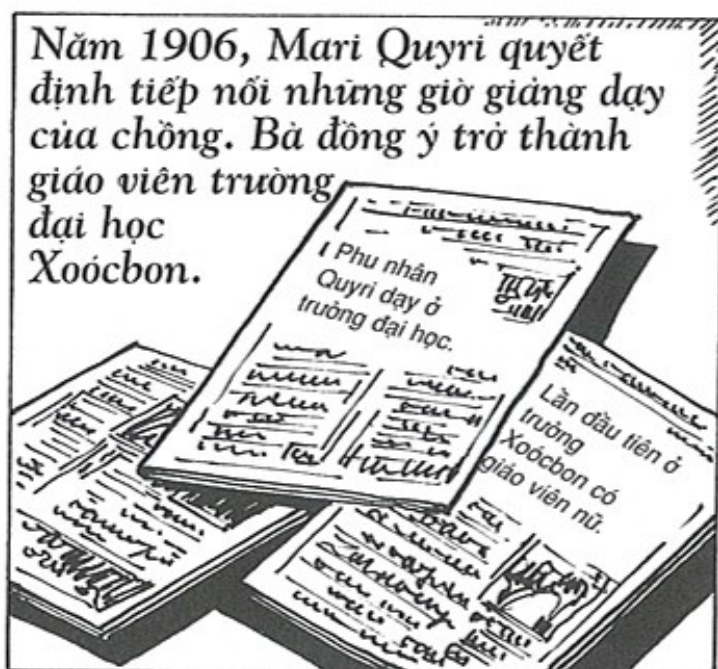 Năm 1906, Mari Quyri quyết
định tiếp nối những giờ giảng dạy
của chồng. Bà đồng ý trở thành
giáo viên trường
đại học
Xoócbon.
Phu nhân
Quyri dạy ở
trường đại học.
Lần đầu tiên ở
trường
Xoócbon có
giáo viên nữ.